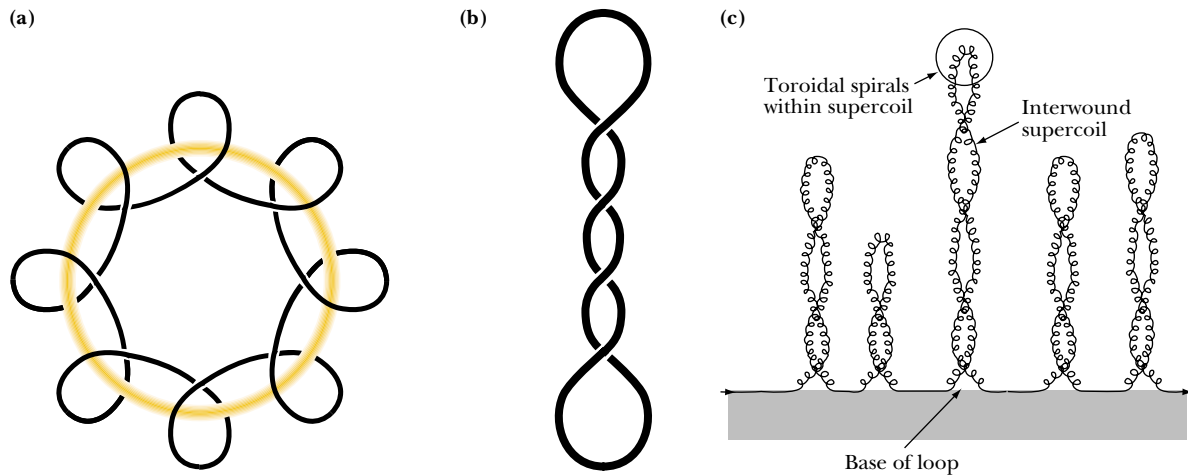 (a)
(b)
(c)
Toroidal spirals
within supercoil
Interwound
supercoil
Base of loop